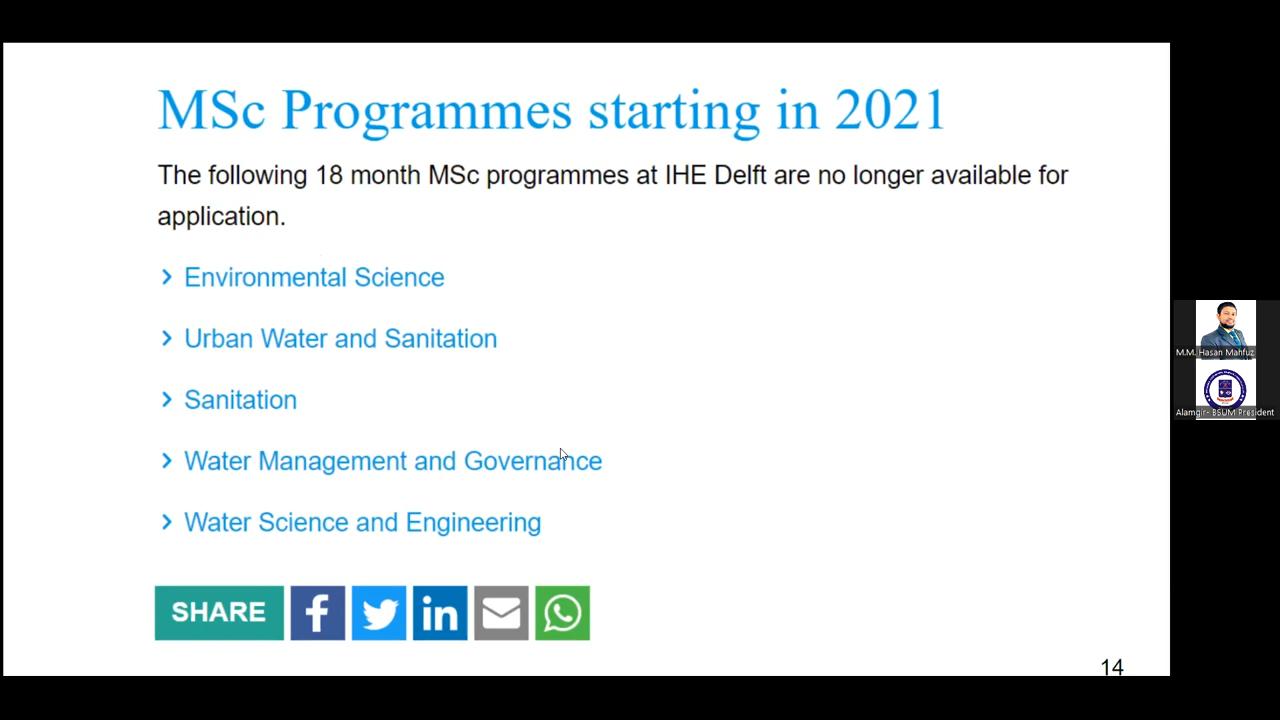 MSc Programmes starting in 2021
The following 18 month MSc programmes at IHE Delft are no longer available for
application.
Environmental Science
Urban Water and Sanitation
Sanitation
Water Management and Governance
Water Science and Engineering
SHARE
14
M.M. Hasan Mahfuz
Alamgir- BSUM President